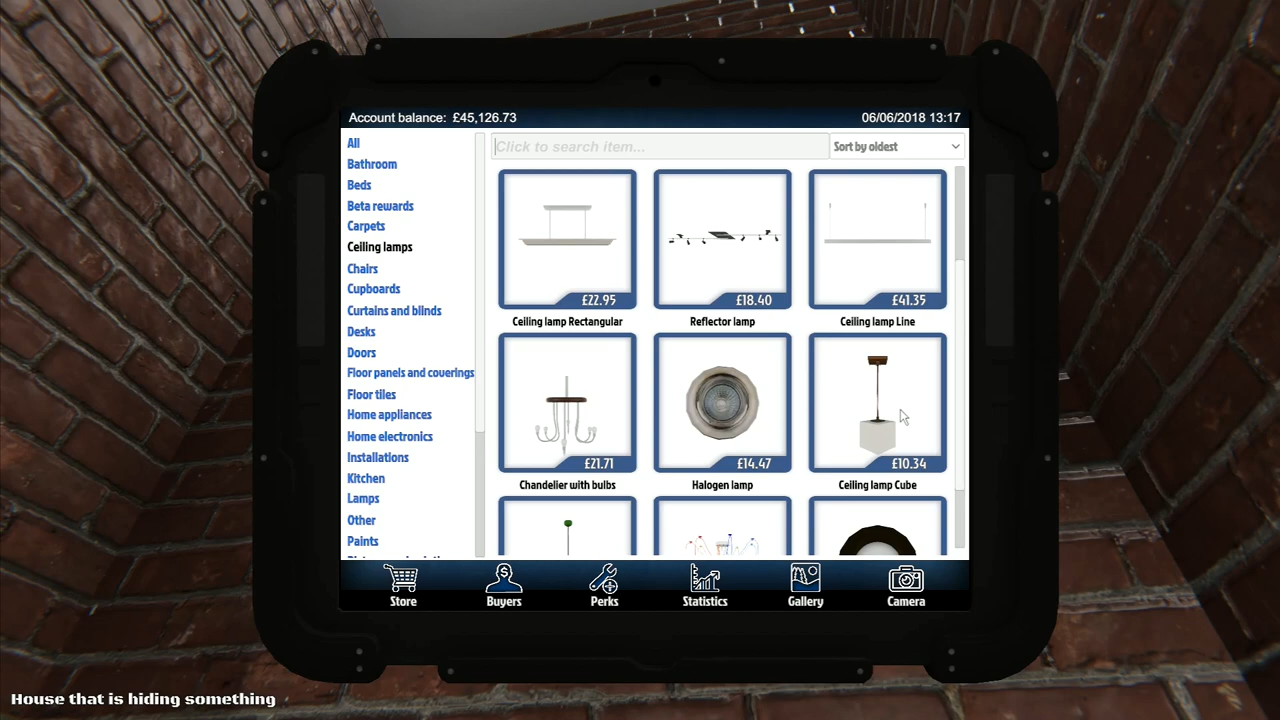 Account balance: £45,126.73
06/06/2018 13:17
All
Bathroom
Beds
Beta rewards
Carpets
Ceiling lamps
Chairs
Cupboards
Curtains and blinds
Desks
Doors
Floor panels and coverings
Floor tiles
Home appliances
Home electronics
Installations
Kitchen
Lamps
Other
Paints
Click to search item...
Sort by oldest
£22.95
£18.40
£41.35
Ceiling lamp Rectangular
Reflector lamp
Ceiling lamp Line
£21.71
£14.47
£10.34
Chandelier with bulbs
Halogen lamp
Ceiling lamp Cube
Store
Buyers
Perks
Statistics
Gallery
Camera
House that is hiding something